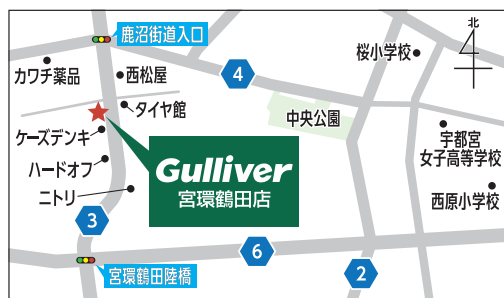 鹿沼街道入口
北
桜小学校
カワチ薬品
西松屋
4
タイヤ館
中央公園
ケーズデンキ
宇都宮
女子高等学校
ハードオフ
Gulliver
宮環鶴田店
ニトリ
西原小学校
3
6
宮環鶴田陸橋
2